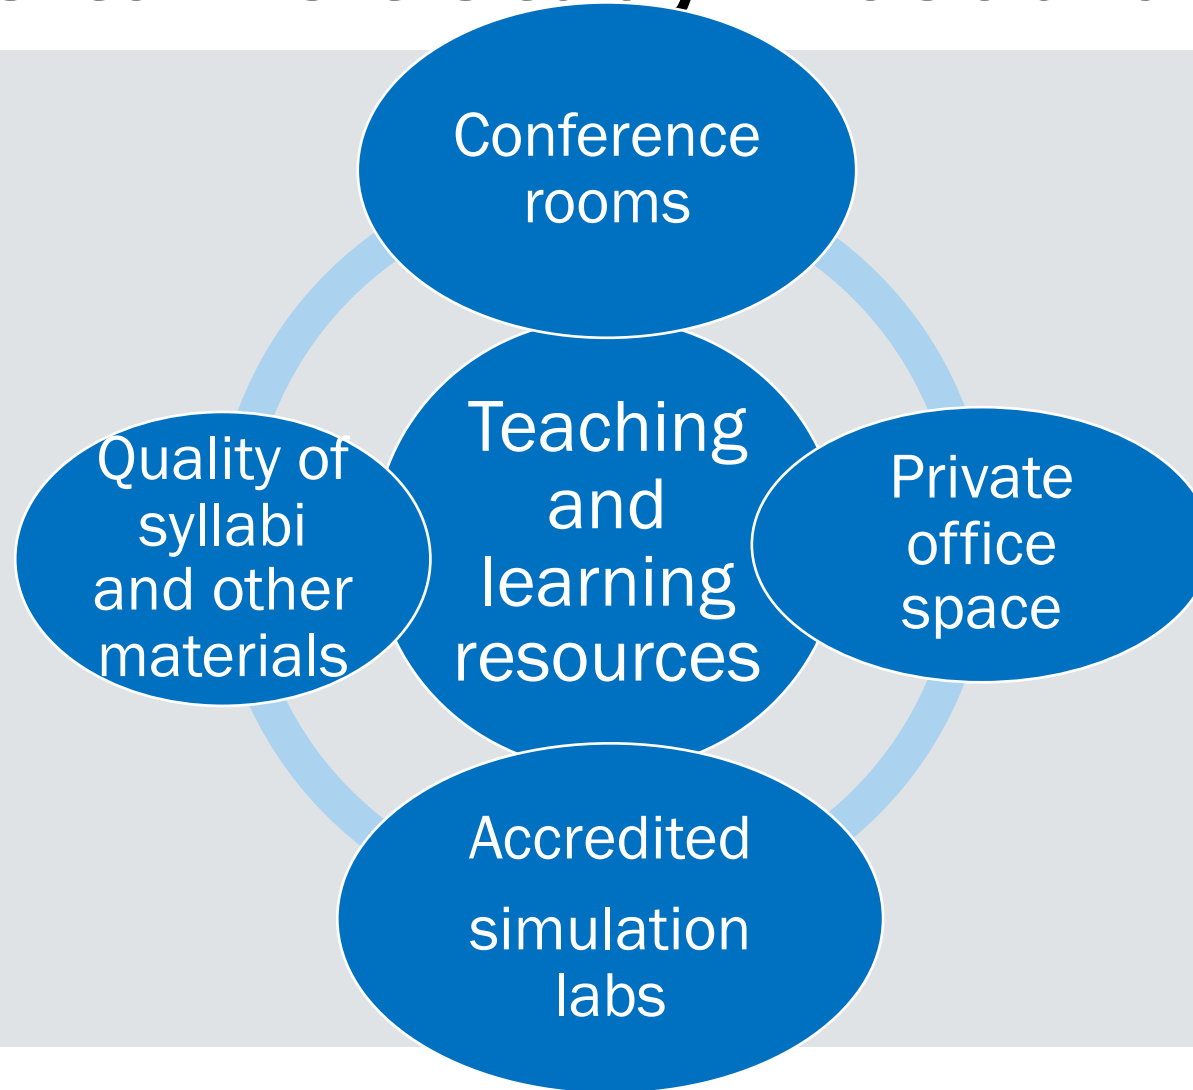 Conference
rooms
Teaching
and
learning
resources
Quality of
syllabi
and other
materials
Private
office
space
Accredited
simulation
labs